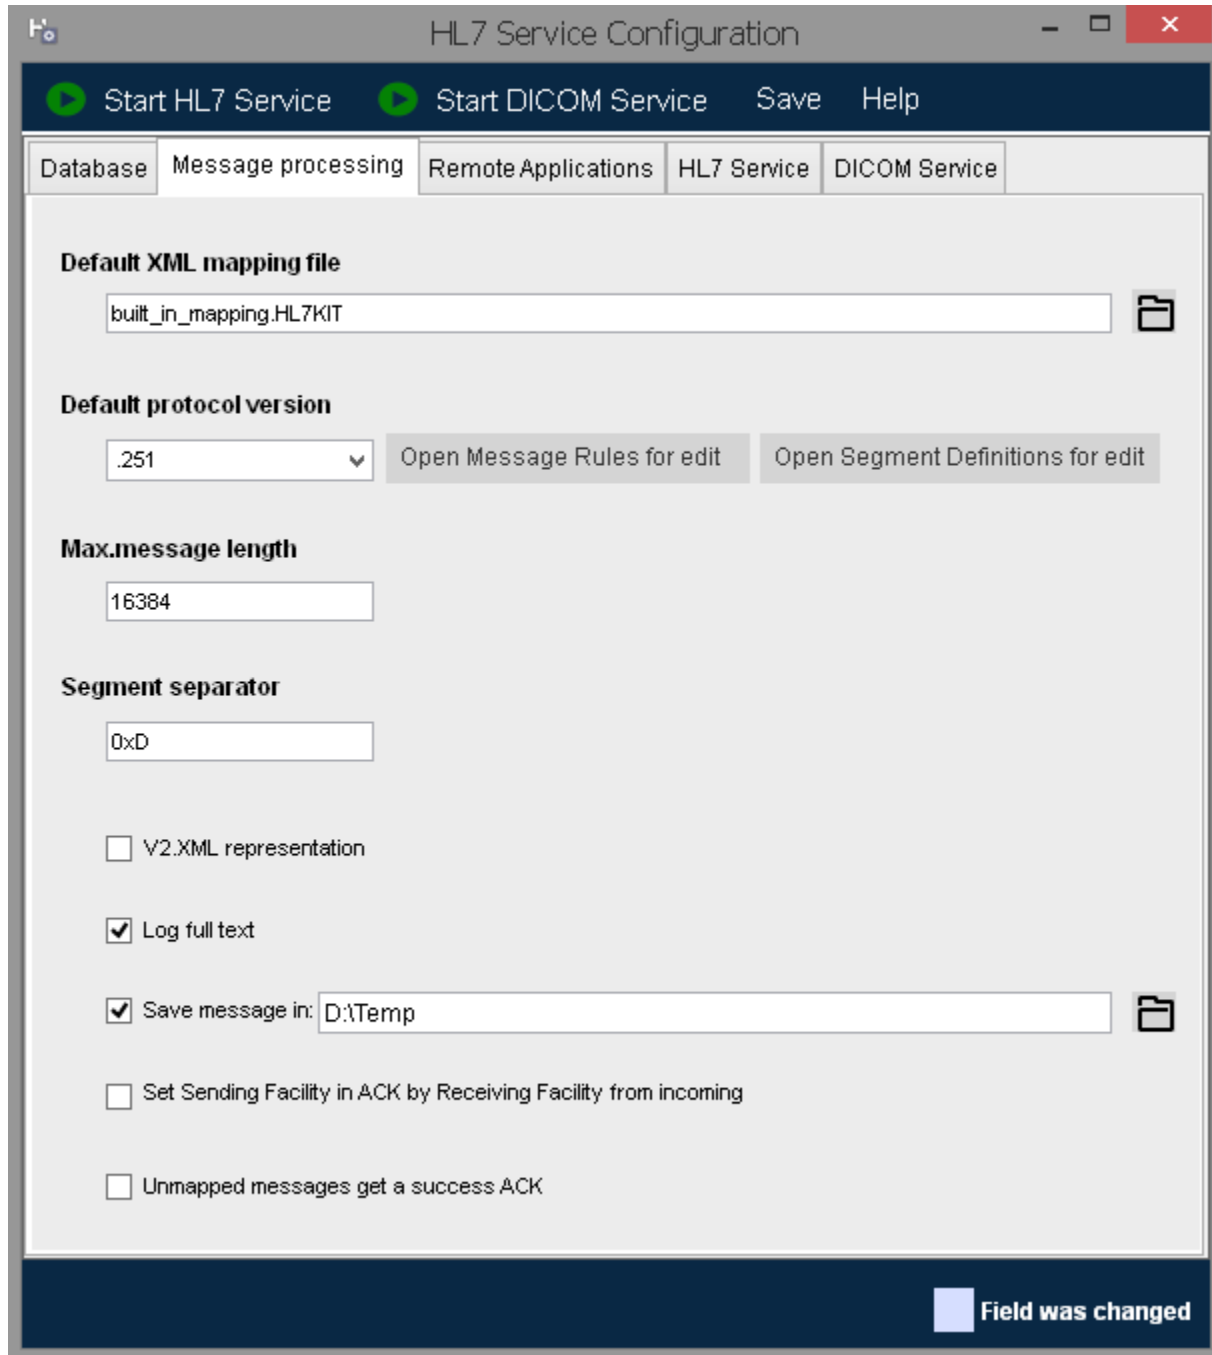 HL7 Service Configuration
Start HL7 Service Start DICOM Service Save Help
Database Message processing Remote Applications HL7 Service DICOM Service
Default XML mapping file
built_in_mapping.HL7KIT
Default protocol version
.251 Open Message Rules for edit Open Segment Definitions for edit
Max.message length
16384
Segment separator
0xD
V2.XML representation
Log full text
Save message in: D:\Temp
Set Sending Facility in ACK by Receiving Facility from incoming
Unmapped messages get a success ACK
Field was changed